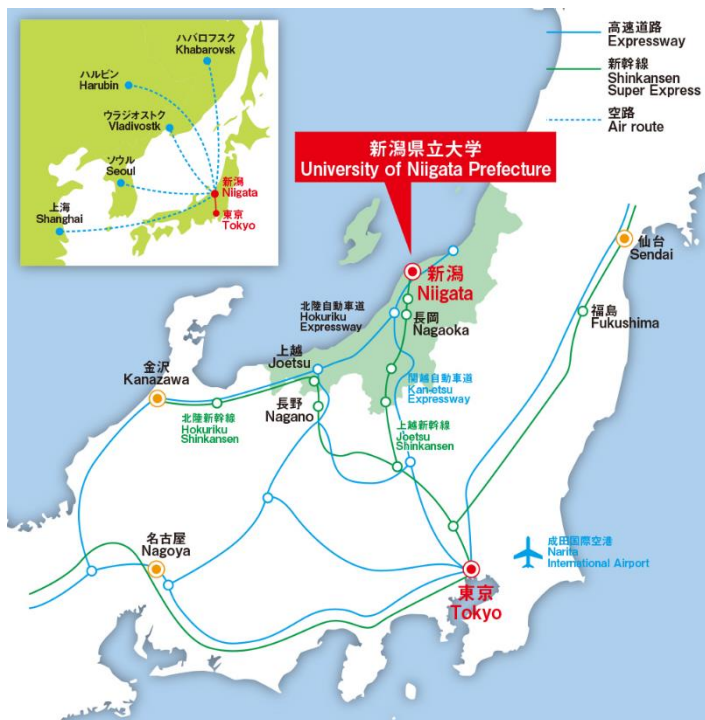 ハバロフスク
Khabarovsk
ハルビン
Harubin
ウラジオストク
Vladivostk
ソウル
Seoul
上海
Shanghai
新潟
Niigata
東京
Tokyo
高速道路
Expressway
新幹線
Shinkansen
Super Express
空路
Air route
新潟県立大学
University of Niigata Prefecture
仙台
Sendai
新潟
Niigata
北陸自動車道
Hokuriku
Expressway
長岡
Nagaoka
福島
Fukushima
上越
Joetsu
金沢
Kanazawa
関越自動車道
Kan-etsu
Expressway
長野
Nagano
北陸新幹線
Hokuriku
Shinkansen
上越新幹線
Joetsu
Shinkansen
名古屋
Nagoya
成田国際空港
Narita
International Airport
東京
Tokyo